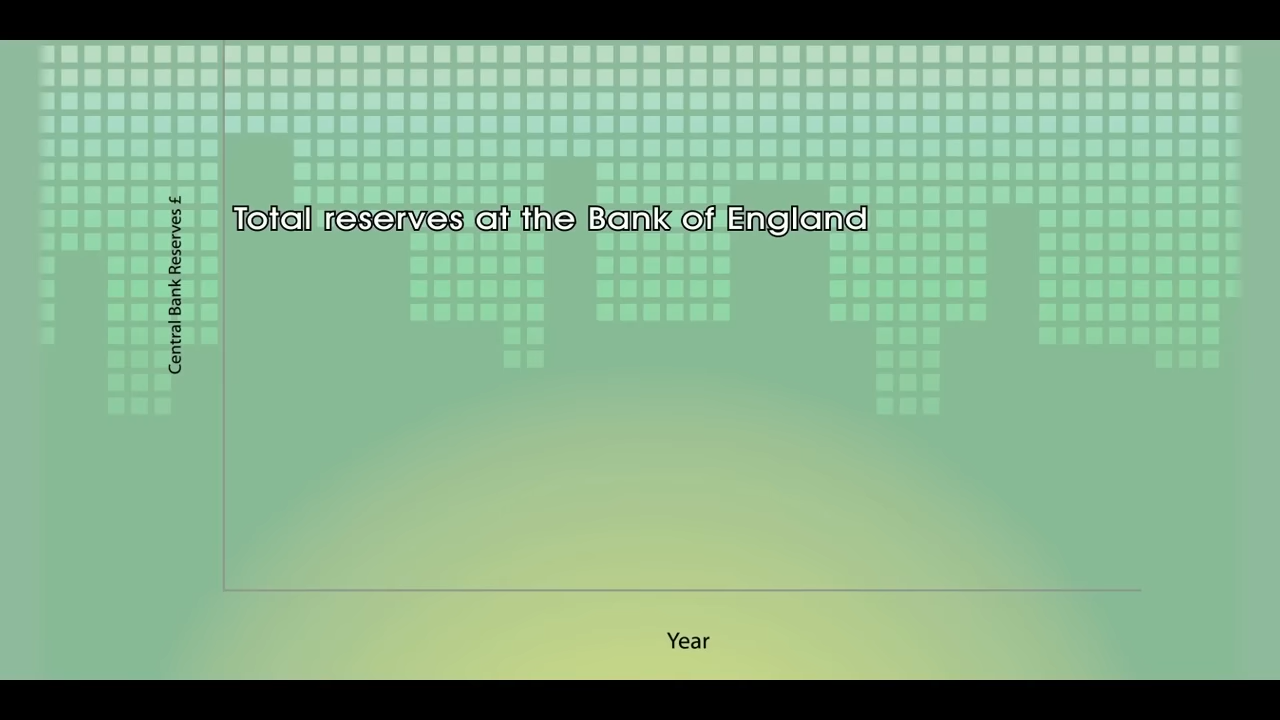 Total reserves at the Bank of England
Central Bank Reserves £
Year